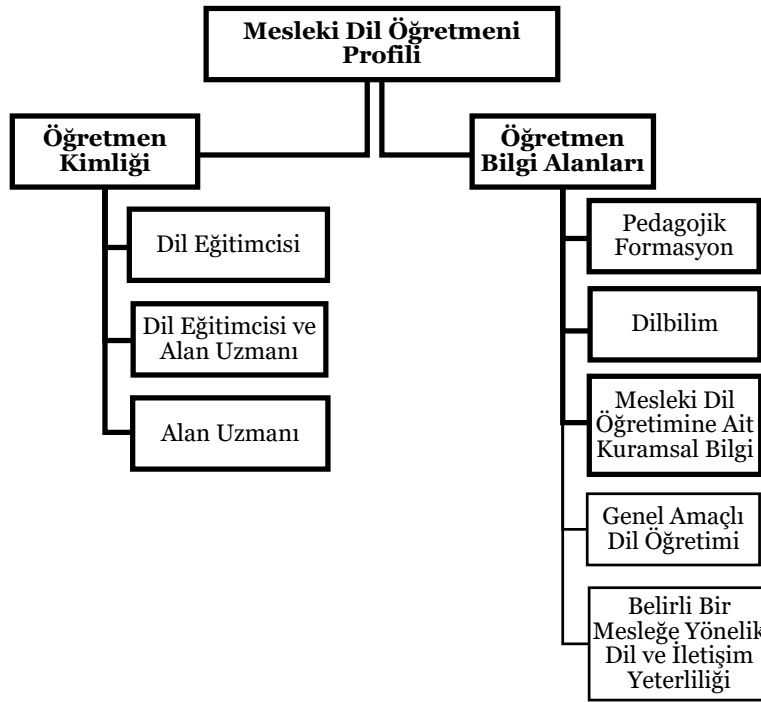 Mesleki Dil Öğretmeni
Profili
Öğretmen
Kimliği
Dil Eğitimcisi
Dil Eğitimcisi ve
Alan Uzmanı
Alan Uzmanı
Öğretmen
Bilgi Alanları
Pedagojik
Formasyon
Dilbilim
Mesleki Dil
Öğretimine Ait
Kuramsal Bilgi
Genel Amaçlı
Dil Öğretimi
Belirli Bir
Mesleğe Yönelik
Dil ve İletişim
Yeterliliği